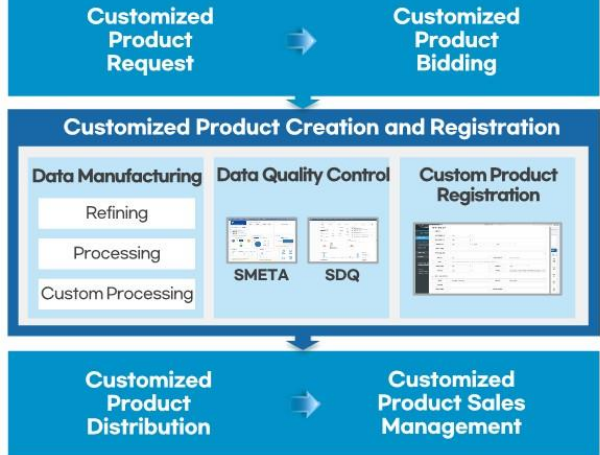 Customized
Product
Request
Customized
Product
Bidding
Customized Product Creation and Registration
Data Manufacturing
Refining
Processing
Custom Processing
Data Quality Control
SMETA
SDQ
Custom Product
Registration
Customized
Product
Distribution
Customized
Product Sales
Management